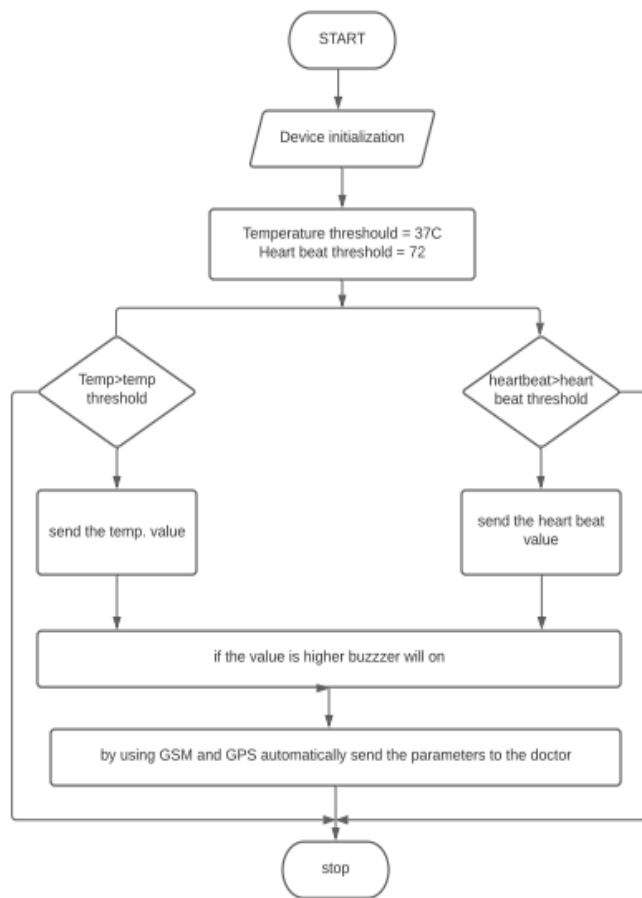 START
Device initialization
Temperature threshould = 37C
Heart beat threshold = 72
Temp>temp
threshold
heartbeat>heart
beat threshold
send the temp. value
send the heart beat
value
if the value is higher buzzzer will on
by using GSM and GPS automatically send the parameters to the doctor
stop